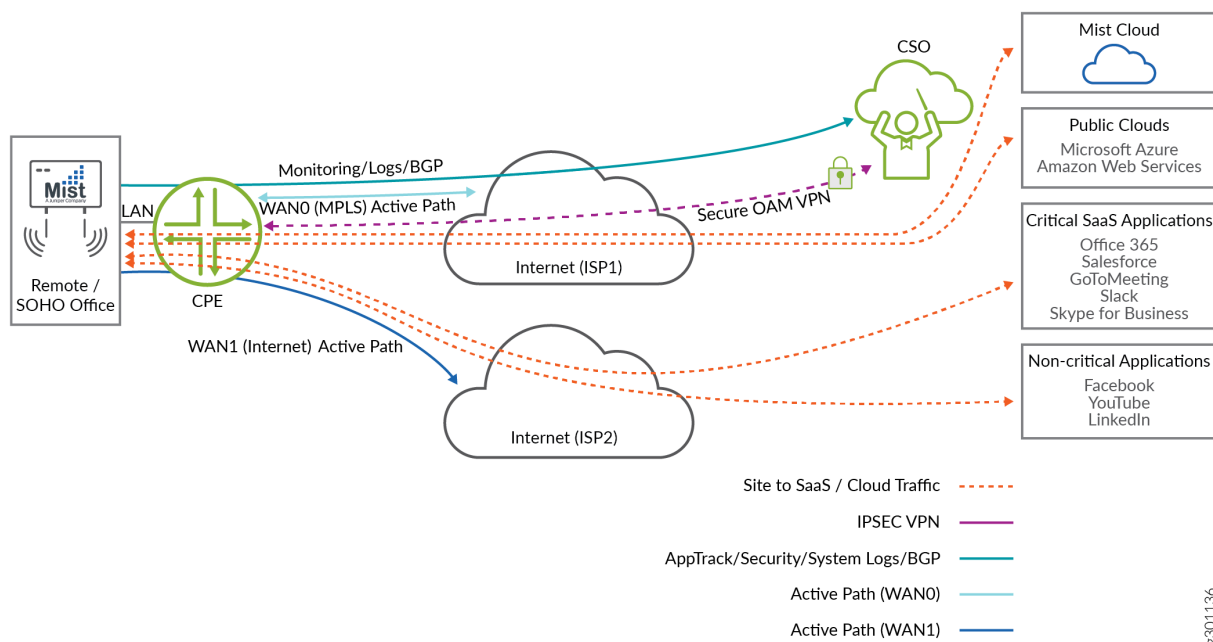 CSO
Mist Cloud
Public Clouds
Microsoft Azure
Amazon Web Services
Mist
A Juniper Company
Monitoring/Logs/BGP
LAN
WAN0 (MPLS) Active Path
Secure OAM VPN
Critical SaaS Applications
Office 365
Salesforce
GoToMeeting
Slack
Skype for Business
Internet (ISP1)
Remote /
SOHO Office
CPE
WAN1 (Internet) Active Path
Non-critical Applications
Facebook
YouTube
LinkedIn
Internet (ISP2)
Site to SaaS / Cloud Traffic
IPSEC VPN
AppTrack/Security/System Logs/BGP
Active Path (WAN0)
Active Path (WAN1)